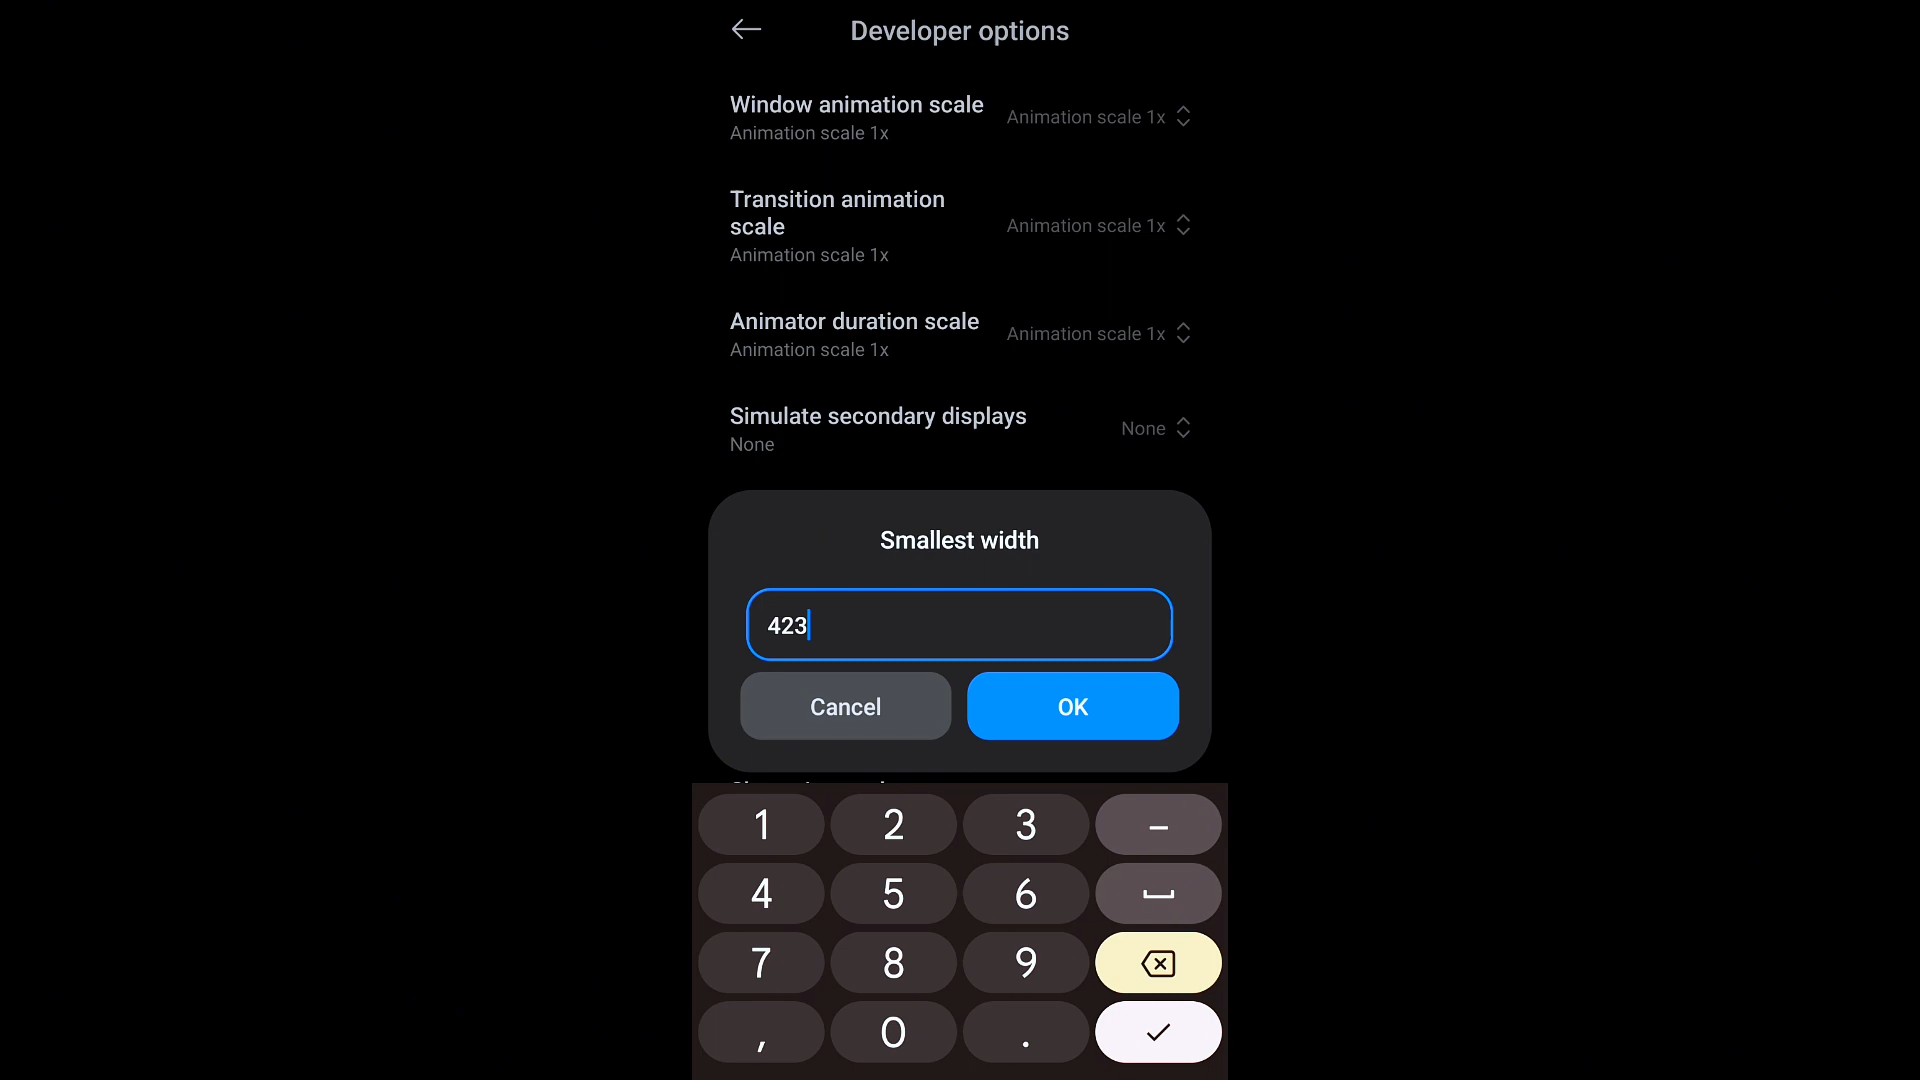 Developer options
Window animation scale
Animation scale 1x
Animation scale 1x
Transition animation
scale
Animation scale 1x
Animation scale 1x
Animator duration scale
Animation scale 1x
Animation scale 1x
Simulate secondary displays
None
None
Smallest width
423
Cancel OK
1 2 3 –
4 5 6
7 8 9
, 0 .